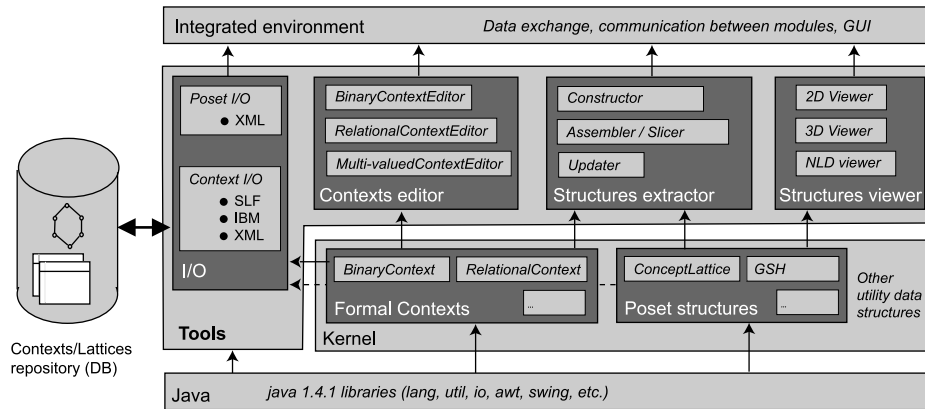 Integrated environment
Data exchange, communication between modules, GUI
Poset I/O
● XML
Context I/O
● SLF
● IBM
● XML
I/O
BinaryContextEditor
RelationalContextEditor
Multi-valuedContextEditor
Contexts editor
Constructor
Assembler / Slicer
Updater
Structures extractor
2D Viewer
3D Viewer
NLD viewer
Structures viewer
BinaryContext
RelationalContext
...
Formal Contexts
ConceptLattice
GSH
...
Poset structures
Other
utility data
structures
Tools
Kernel
Contexts/Lattices
repository (DB)
Java
java 1.4.1 libraries (lang, util, io, awt, swing, etc.)